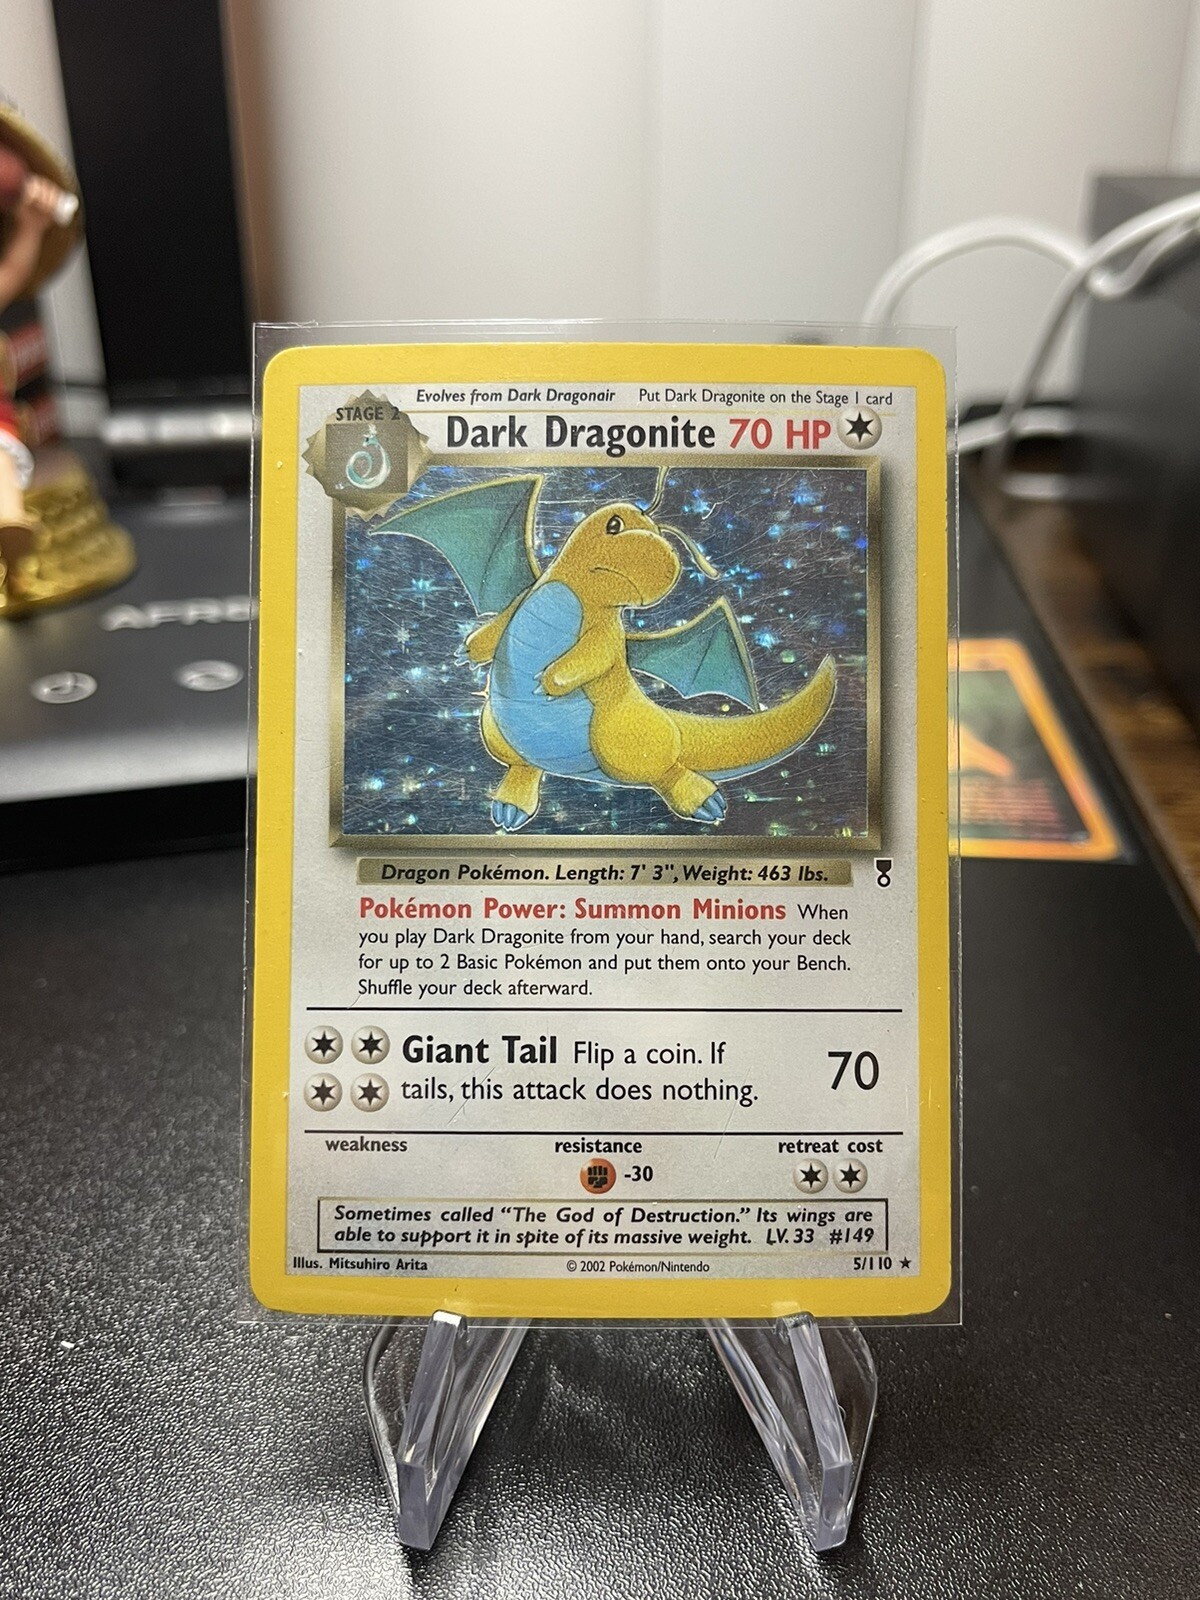 Evolves from Dark Dragonair Put Dark Dragonite on the Stage 1 card
STAGE 2
Dark Dragonite 70 HP
Dragon Pokémon. Length: 7' 3", Weight: 463 lbs.
Pokémon Power: Summon Minions When
you play Dark Dragonite from your hand, search your deck
for up to 2 Basic Pokémon and put them onto your Bench.
Shuffle your deck afterward.
Giant Tail Flip a coin. If
tails, this attack does nothing.
70
weakness resistance retreat cost
-30
Sometimes called “The God of Destruction.” Its wings are
able to support it in spite of its massive weight. LV. 33 #149
Illus. Mitsuhiro Arita © 2002 Pokémon/Nintendo 5/110 ★